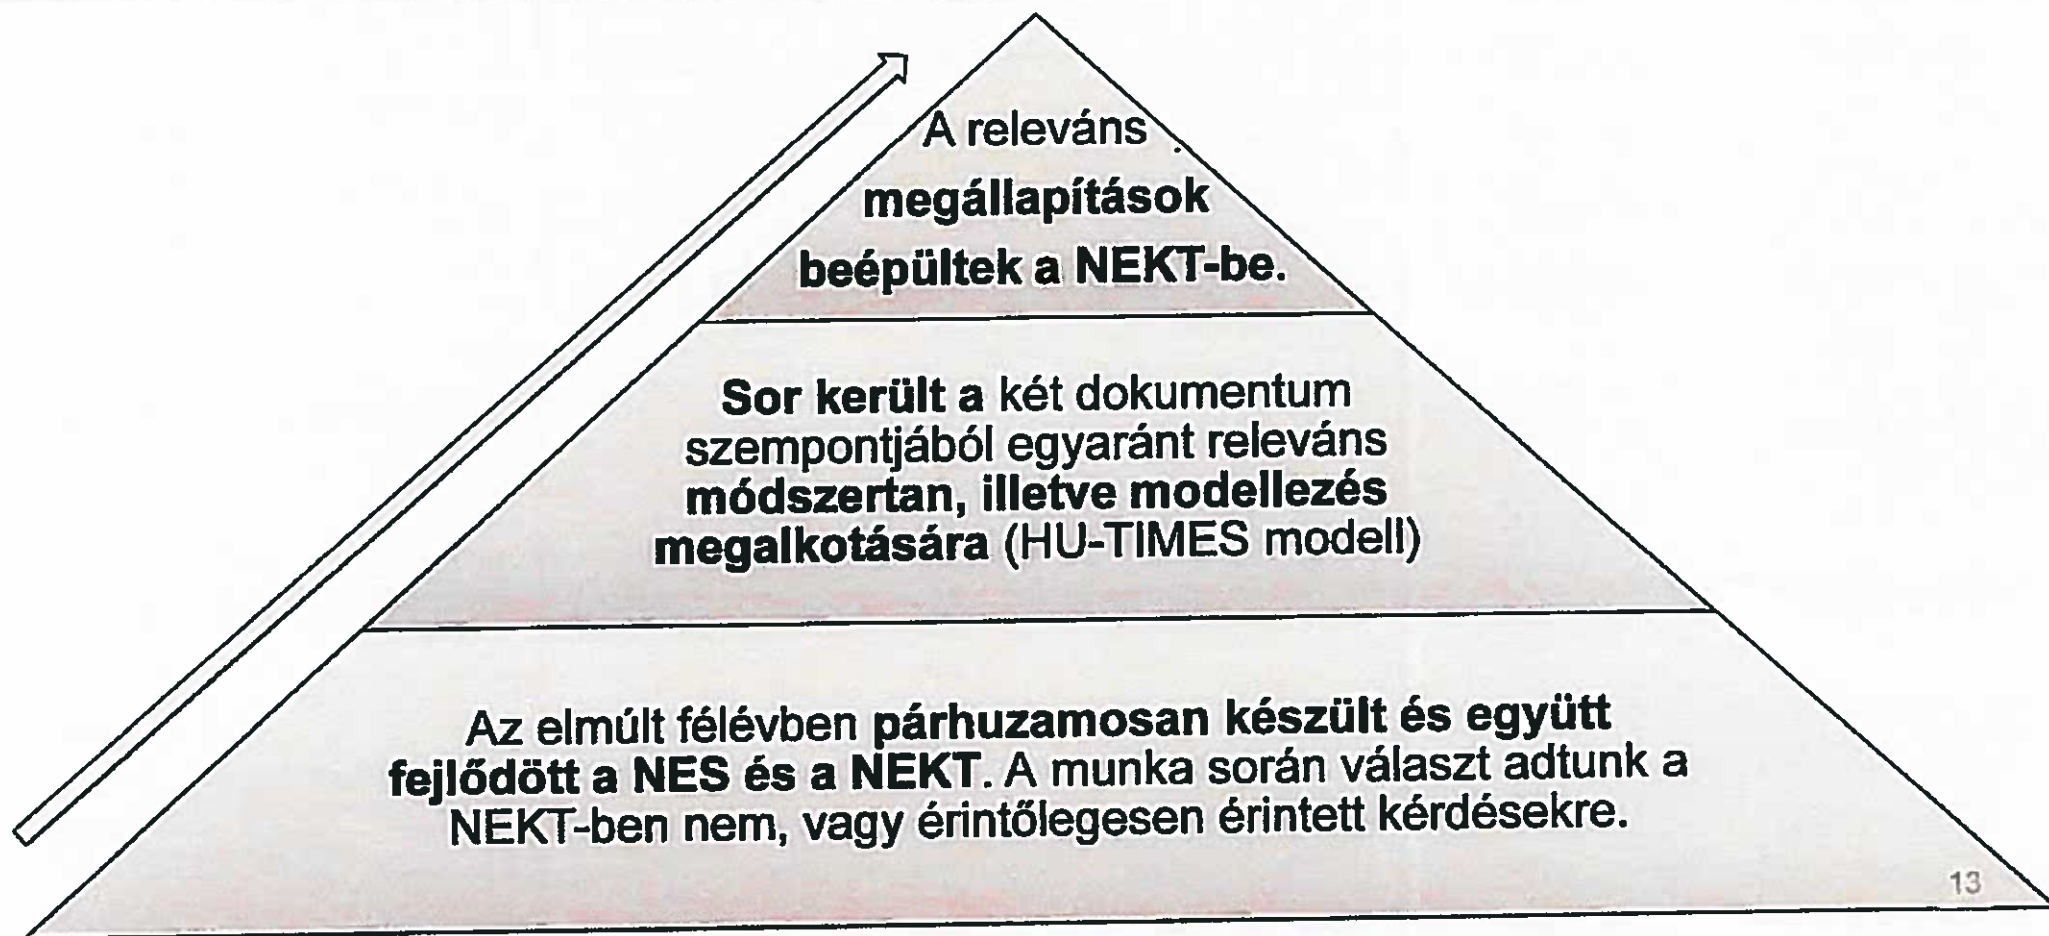 A releváns
megállapítások
beépültek a NEKT-be.
Sor került a két dokumentum
szempontjából egyaránt releváns
módszertan, illetve modellezés
megalkotására (HU-TIMES modell)
Az elmúlt félévben párhuzamosan készült és együtt
fejlődött a NES és a NEKT. A munka során választ adtunk a
NEKT-ben nem, vagy érintőlegesen érintett kérdésekre.
13